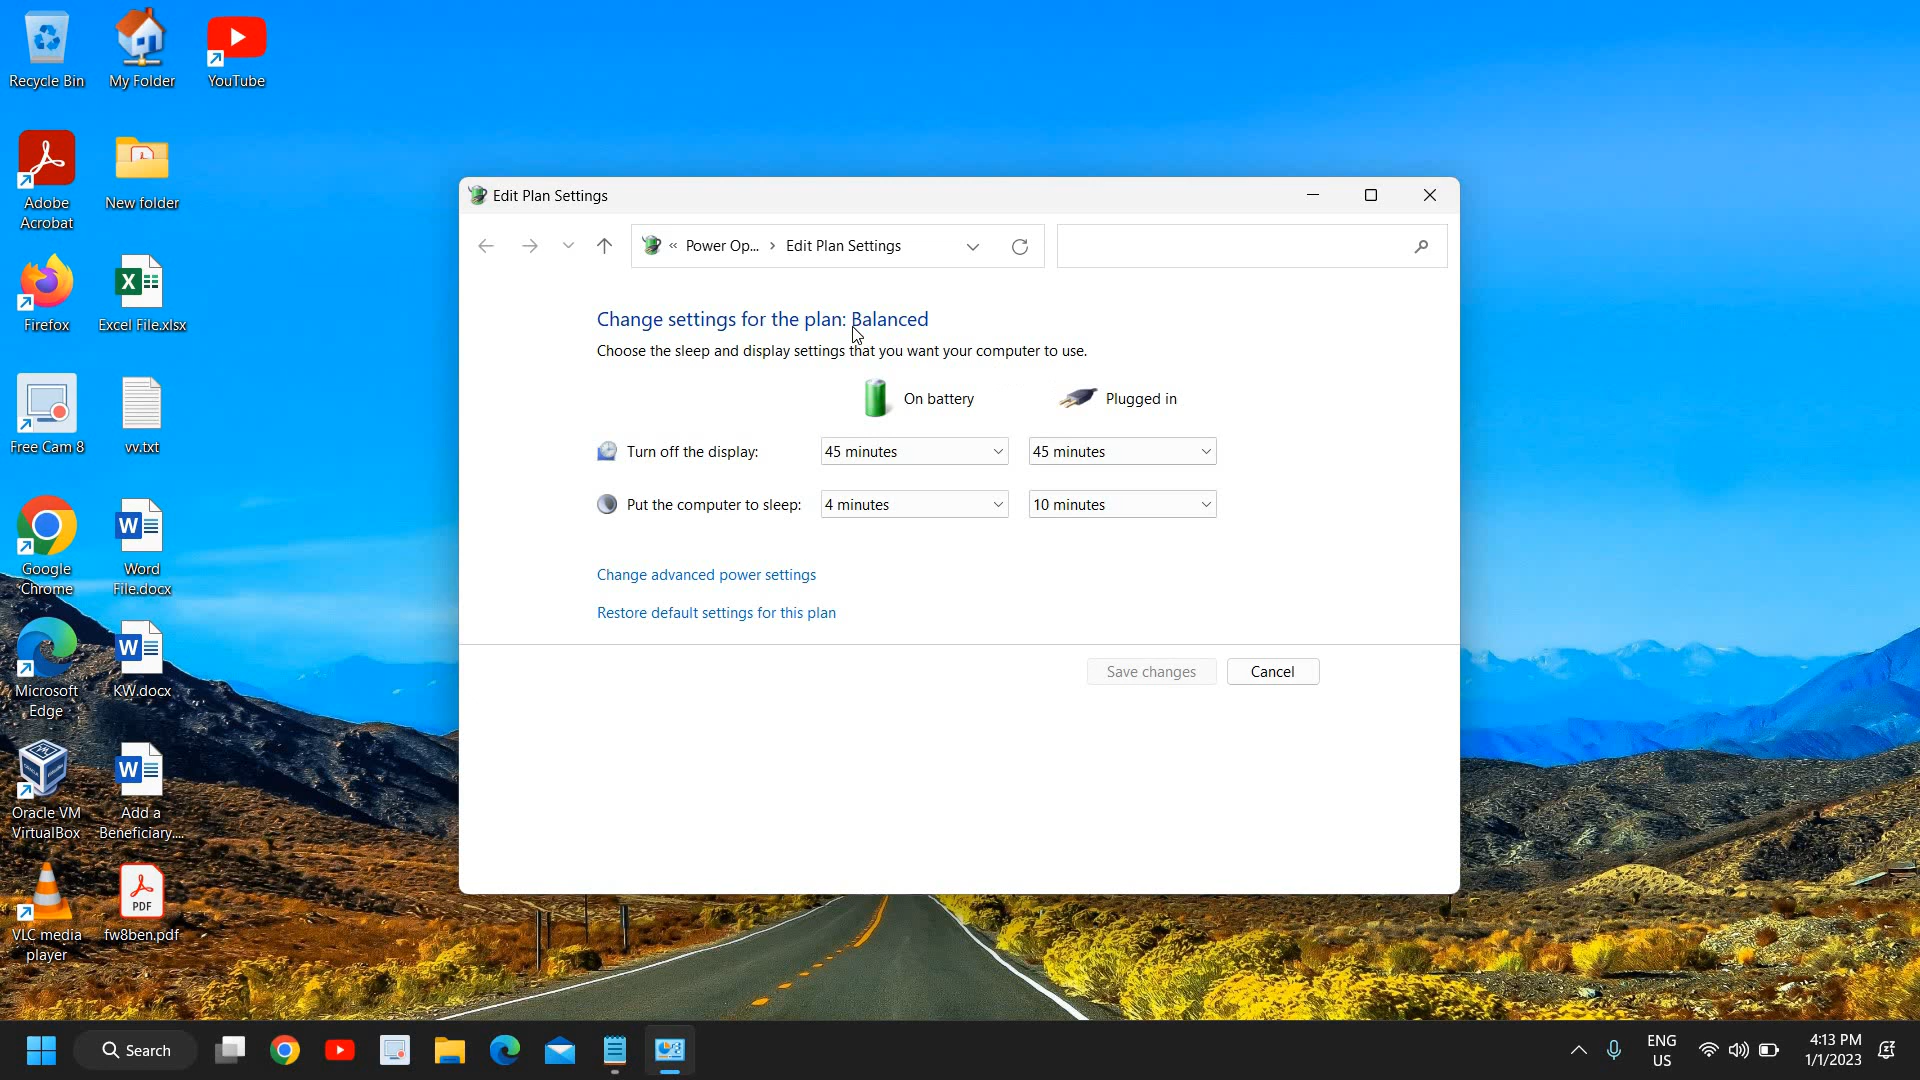 Recycle Bin
My Folder
YouTube
Adobe
Acrobat
New folder
Firefox
Excel File.xlsx
Free Cam 8
vv.txt
Google
Chrome
Word
File.docx
Microsoft
Edge
KW.docx
Oracle VM
VirtualBox
Add a
Beneficiary....
VLC media
player
PDF
fw8ben.pdf
Edit Plan Settings
« Power Op... > Edit Plan Settings
Change settings for the plan: Balanced
Choose the sleep and display settings that you want your computer to use.
On battery
Plugged in
Turn off the display:
45 minutes
45 minutes
Put the computer to sleep:
4 minutes
10 minutes
Change advanced power settings
Restore default settings for this plan
Save changes
Cancel
Search
ENG
US
4:13 PM
1/1/2023